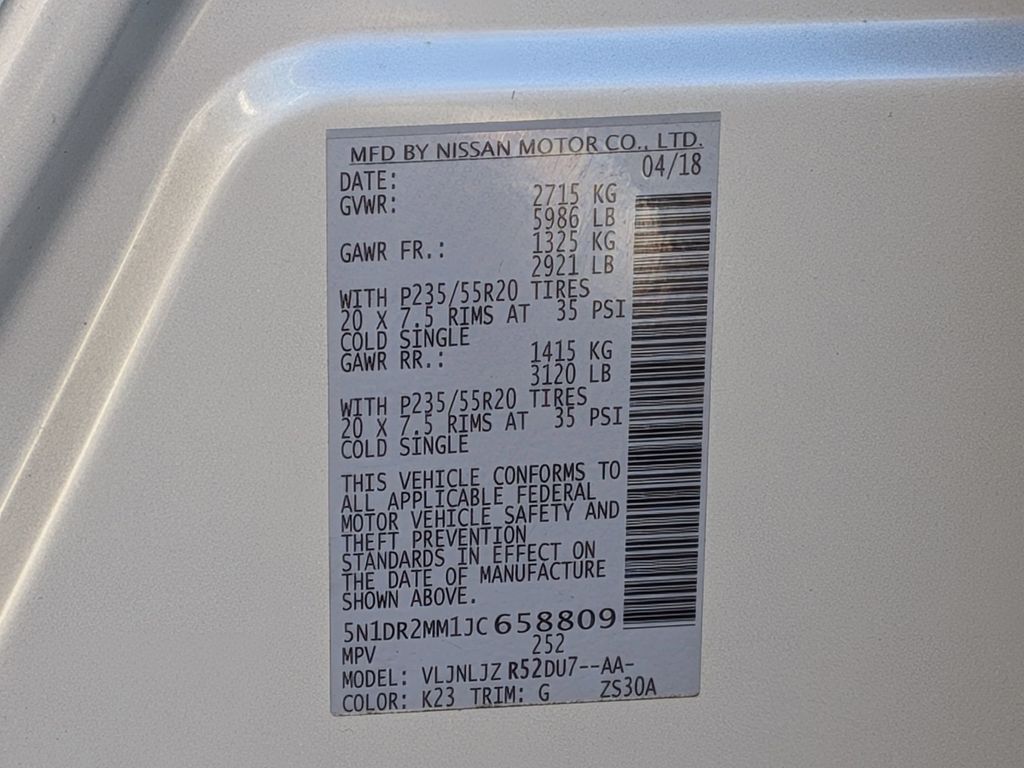 MFD BY NISSAN MOTOR CO., LTD.
DATE: 04/18
GVWR: 2715 KG
5986 LB
GAWR FR.: 1325 KG
2921 LB
WITH P235/55R20 TIRES
20 X 7.5 RIMS AT 35 PSI
COLD SINGLE
GAWR RR.: 1415 KG
3120 LB
WITH P235/55R20 TIRES
20 X 7.5 RIMS AT 35 PSI
COLD SINGLE
THIS VEHICLE CONFORMS TO
ALL APPLICABLE FEDERAL
MOTOR VEHICLE SAFETY AND
THEFT PREVENTION
STANDARDS IN EFFECT ON
THE DATE OF MANUFACTURE
SHOWN ABOVE.
5N1DR2MM1JC658809
MPV 252
MODEL: VLJNLJZ R52DU7--AA-
COLOR: K23 TRIM: G ZS30A